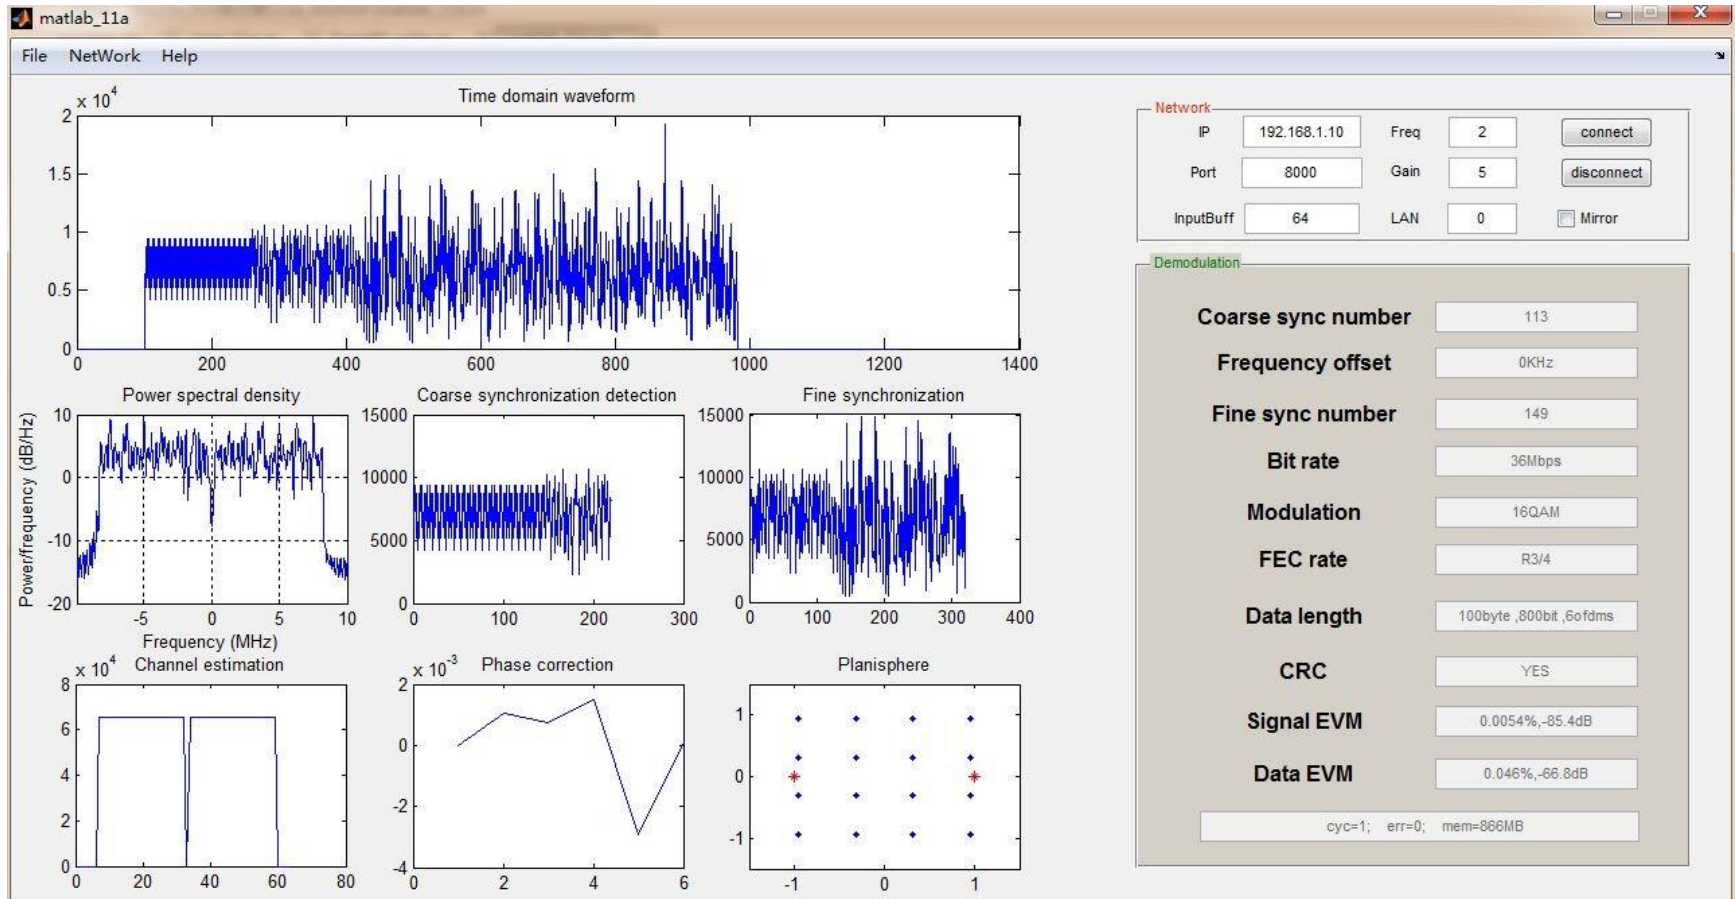 matlab_11a
File NetWork Help
Time domain waveform
x 10^4
2
1.5
1
0.5
0
0 200 400 600 800 1000 1200 1400
Power spectral density
Power/frequency (dB/Hz)
10
0
-10
-20
-5 0 5 10
Frequency (MHz)
Coarse synchronization detection
15000
10000
5000
0
0 100 200 300
Fine synchronization
15000
10000
5000
0
0 100 200 300 400
Channel estimation
x 10^4
8
6
4
2
0
0 20 40 60 80
Phase correction
x 10^-3
2
0
-2
-4
0 2 4 6
Planisphere
1
0
-1
-1 0 1
Network
IP 192.168.1.10 Freq 2 connect
Port 8000 Gain 5 disconnect
InputBuff 64 LAN 0 Mirror
Demodulation
Coarse sync number 113
Frequency offset 0KHz
Fine sync number 149
Bit rate 36Mbps
Modulation 16QAM
FEC rate R3/4
Data length 100byte ,800bit ,6ofdms
CRC YES
Signal EVM 0.0054%,-85.4dB
Data EVM 0.046%,-66.8dB
cyc=1; err=0; mem=866MB